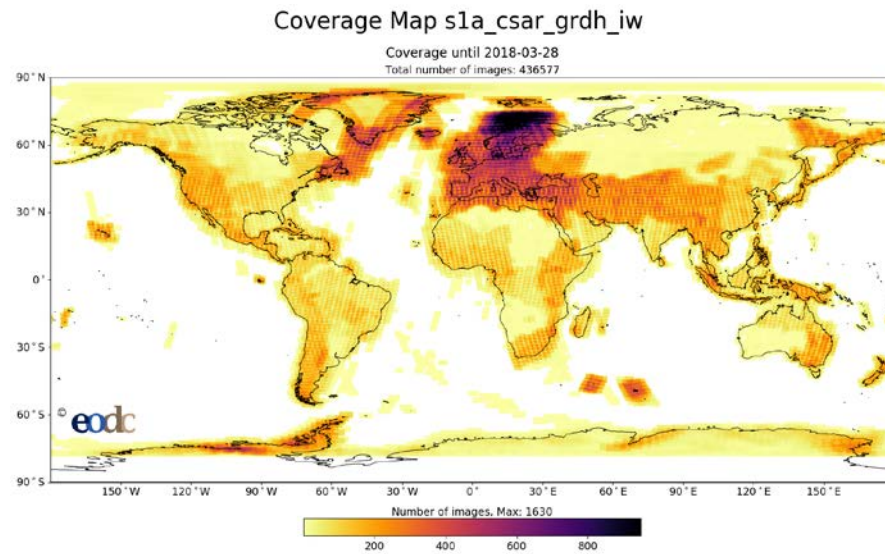 Coverage Map s1a_csar_grdh_iw
Coverage until 2018-03-28
Total number of images: 436577
90°N
60°N
30°N
0°
30°S
60°S
90°S
© eodc
150°W 120°W 90°W 60°W 30°W 0° 30°E 60°E 90°E 120°E 150°E
Number of images, Max: 1630
200 400 600 800